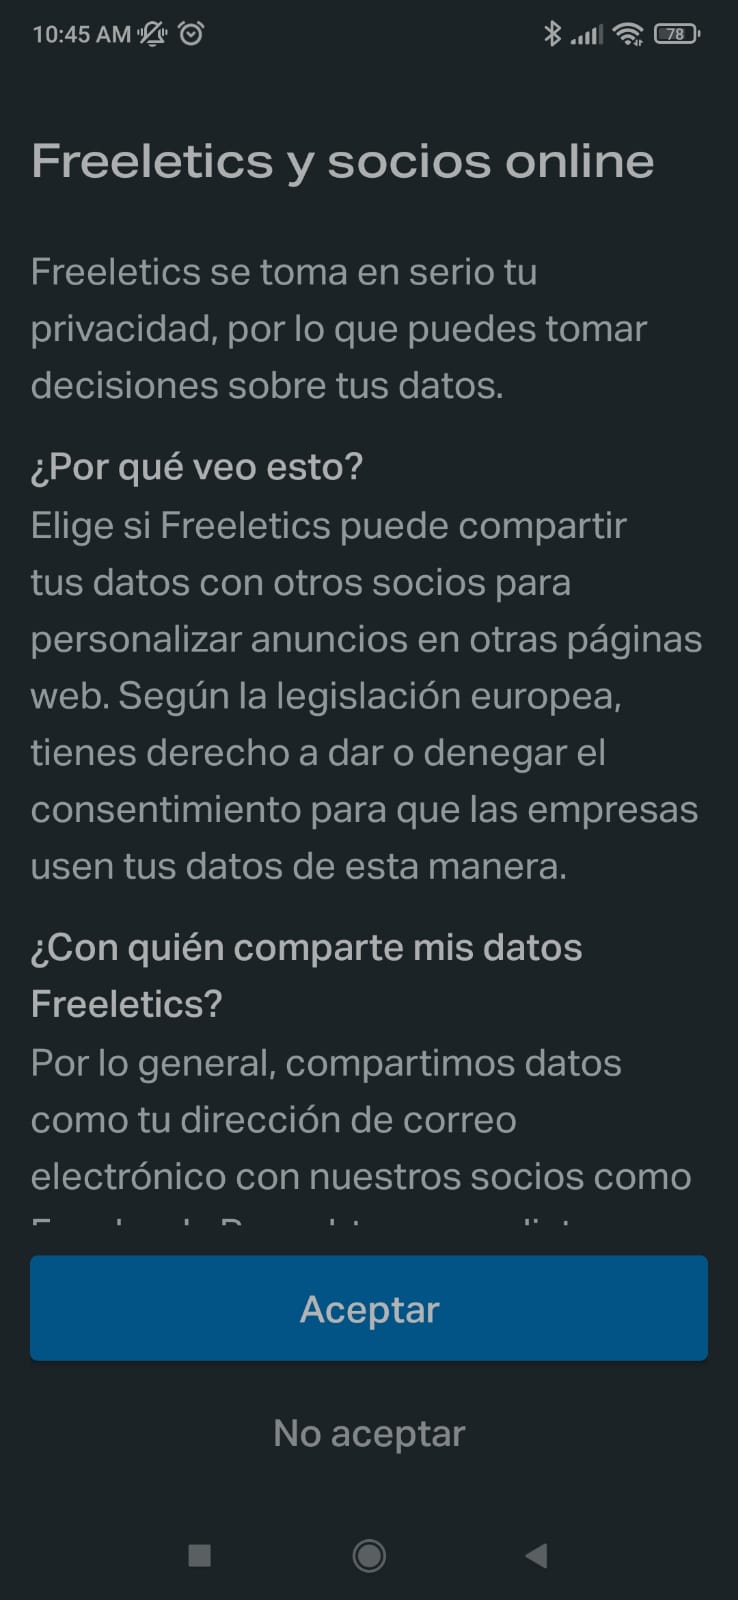 10:45 AM
78
Freeletics y socios online
Freeletics se toma en serio tu
privacidad, por lo que puedes tomar
decisiones sobre tus datos.
¿Por qué veo esto?
Elige si Freeletics puede compartir
tus datos con otros socios para
personalizar anuncios en otras páginas
web. Según la legislación europea,
tienes derecho a dar o denegar el
consentimiento para que las empresas
usen tus datos de esta manera.
¿Con quién comparte mis datos
Freeletics?
Por lo general, compartimos datos
como tu dirección de correo
electrónico con nuestros socios como
Aceptar
No aceptar